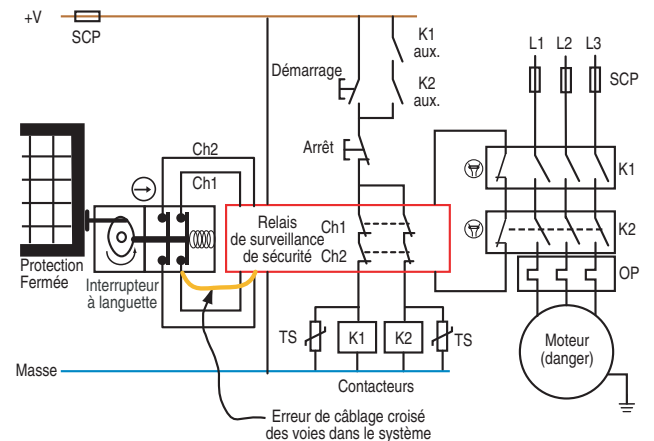 +V
SCP
K1
aux.
L1 L2 L3
Démarrage
K2
aux.
SCP
Arrêt
Ch2
Ch1
K1
Relais
de surveillance
de sécurité
Ch1
Ch2
K2
Protection
Fermée
Interrupteur
à languette
OP
TS
K1
K2
TS
Moteur
(danger)
Masse
Contacteurs
Erreur de câblage croisé
des voies dans le système